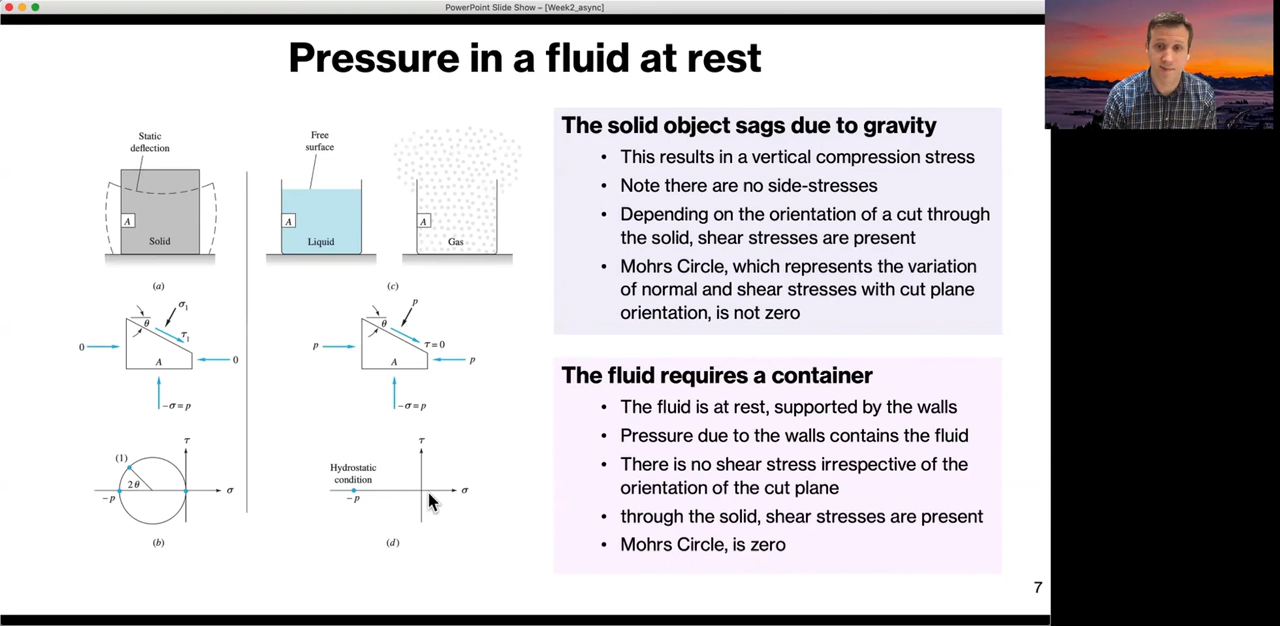 PowerPoint Slide Show – [Week2_async]
Pressure in a fluid at rest
Static
deflection
A
Solid
(a)
Free
surface
A
Liquid
A
Gas
(c)
θ
σ₁
τ₁
0
0
A
–σ = p
θ
p
τ = 0
p
p
A
–σ = p
τ
(1)
2θ
–p
σ
(b)
τ
Hydrostatic
condition
–p
σ
(d)
The solid object sags due to gravity
• This results in a vertical compression stress
• Note there are no side-stresses
• Depending on the orientation of a cut through
the solid, shear stresses are present
• Mohrs Circle, which represents the variation
of normal and shear stresses with cut plane
orientation, is not zero
The fluid requires a container
• The fluid is at rest, supported by the walls
• Pressure due to the walls contains the fluid
• There is no shear stress irrespective of the
orientation of the cut plane
• through the solid, shear stresses are present
• Mohrs Circle, is zero
7